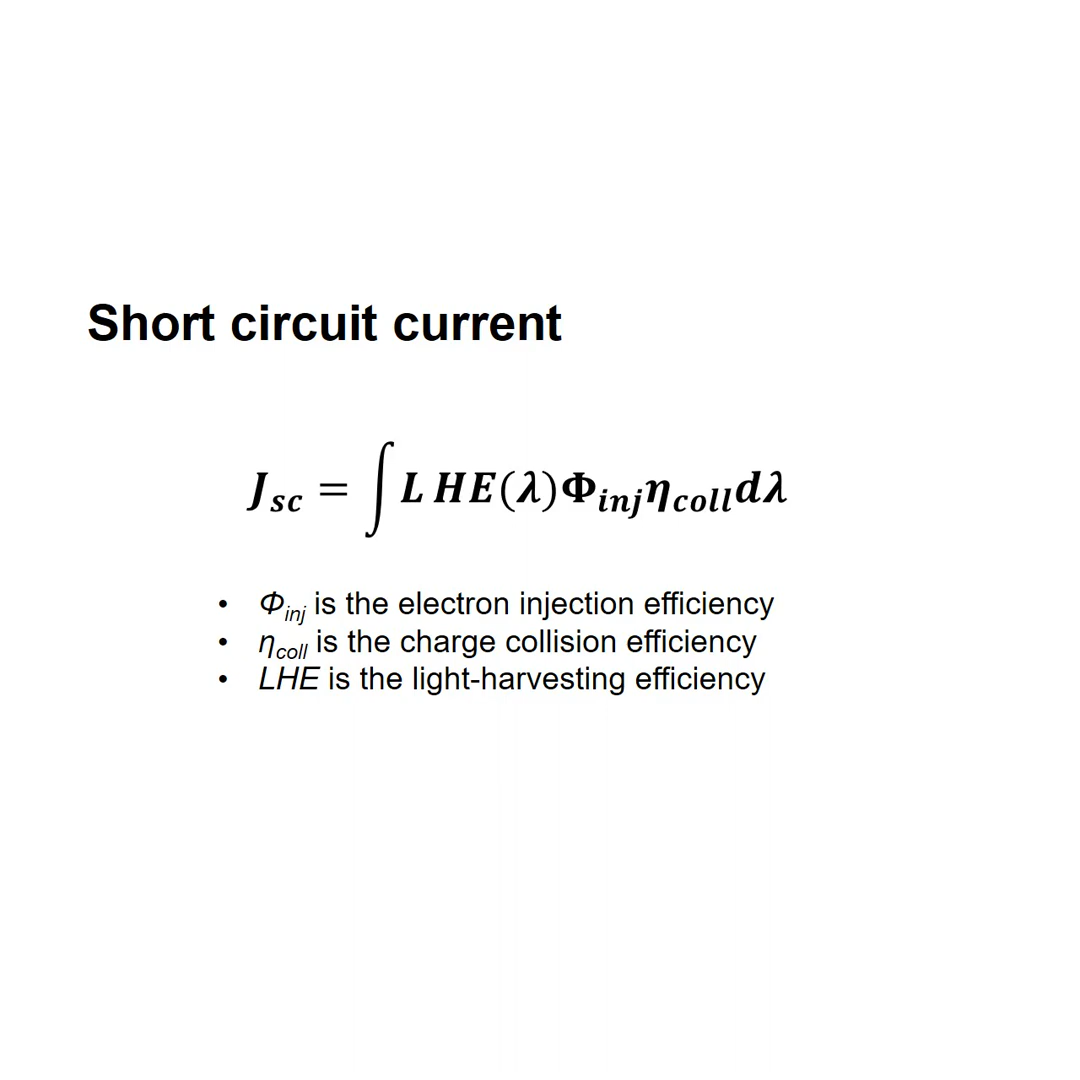 Short circuit current
J_sc = ∫ L HE(λ)Φ_inj η_coll dλ
• Φ_inj is the electron injection efficiency
• η_coll is the charge collision efficiency
• LHE is the light-harvesting efficiency